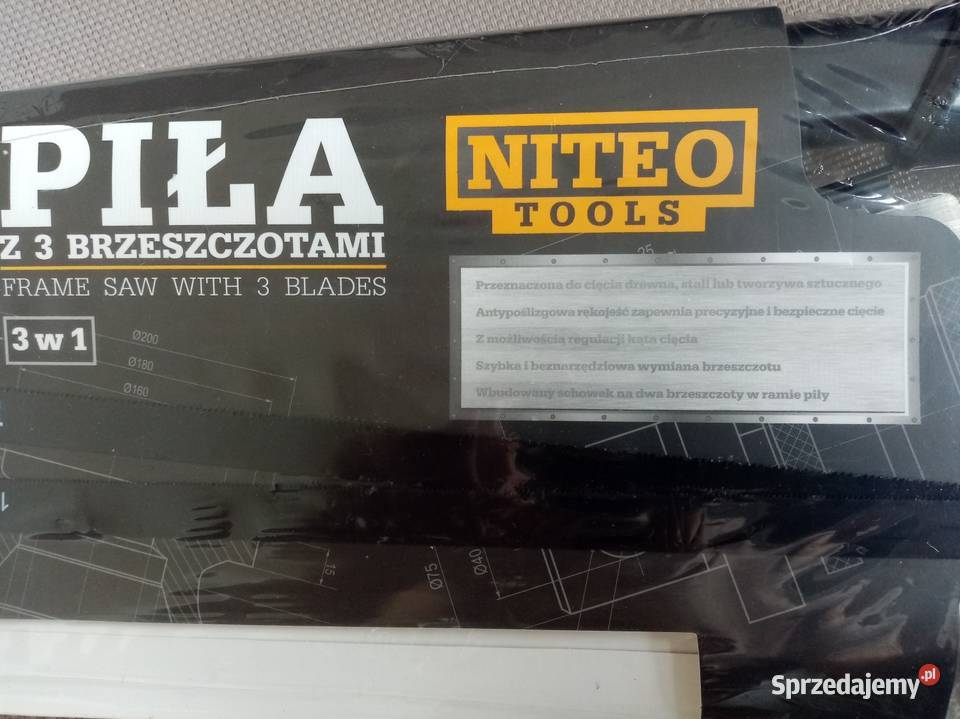 PIŁA
Z 3 BRZESZCZOTAMI
FRAME SAW WITH 3 BLADES
3 w 1
NITEO
TOOLS
Przeznaczona do cięcia drewna, stali lub tworzywa sztucznego
Antypoślizgowa rękojeść zapewnia precyzyjne i bezpieczne cięcie
Z możliwością regulacji kąta cięcia
Szybka i beznarzędziowa wymiana brzeszczotu
Wbudowany schowek na dwa brzeszczoty w ramie piły
25
Ø200
Ø180
Ø160
15
Ø75
Ø40
Sprzedajemy.pl